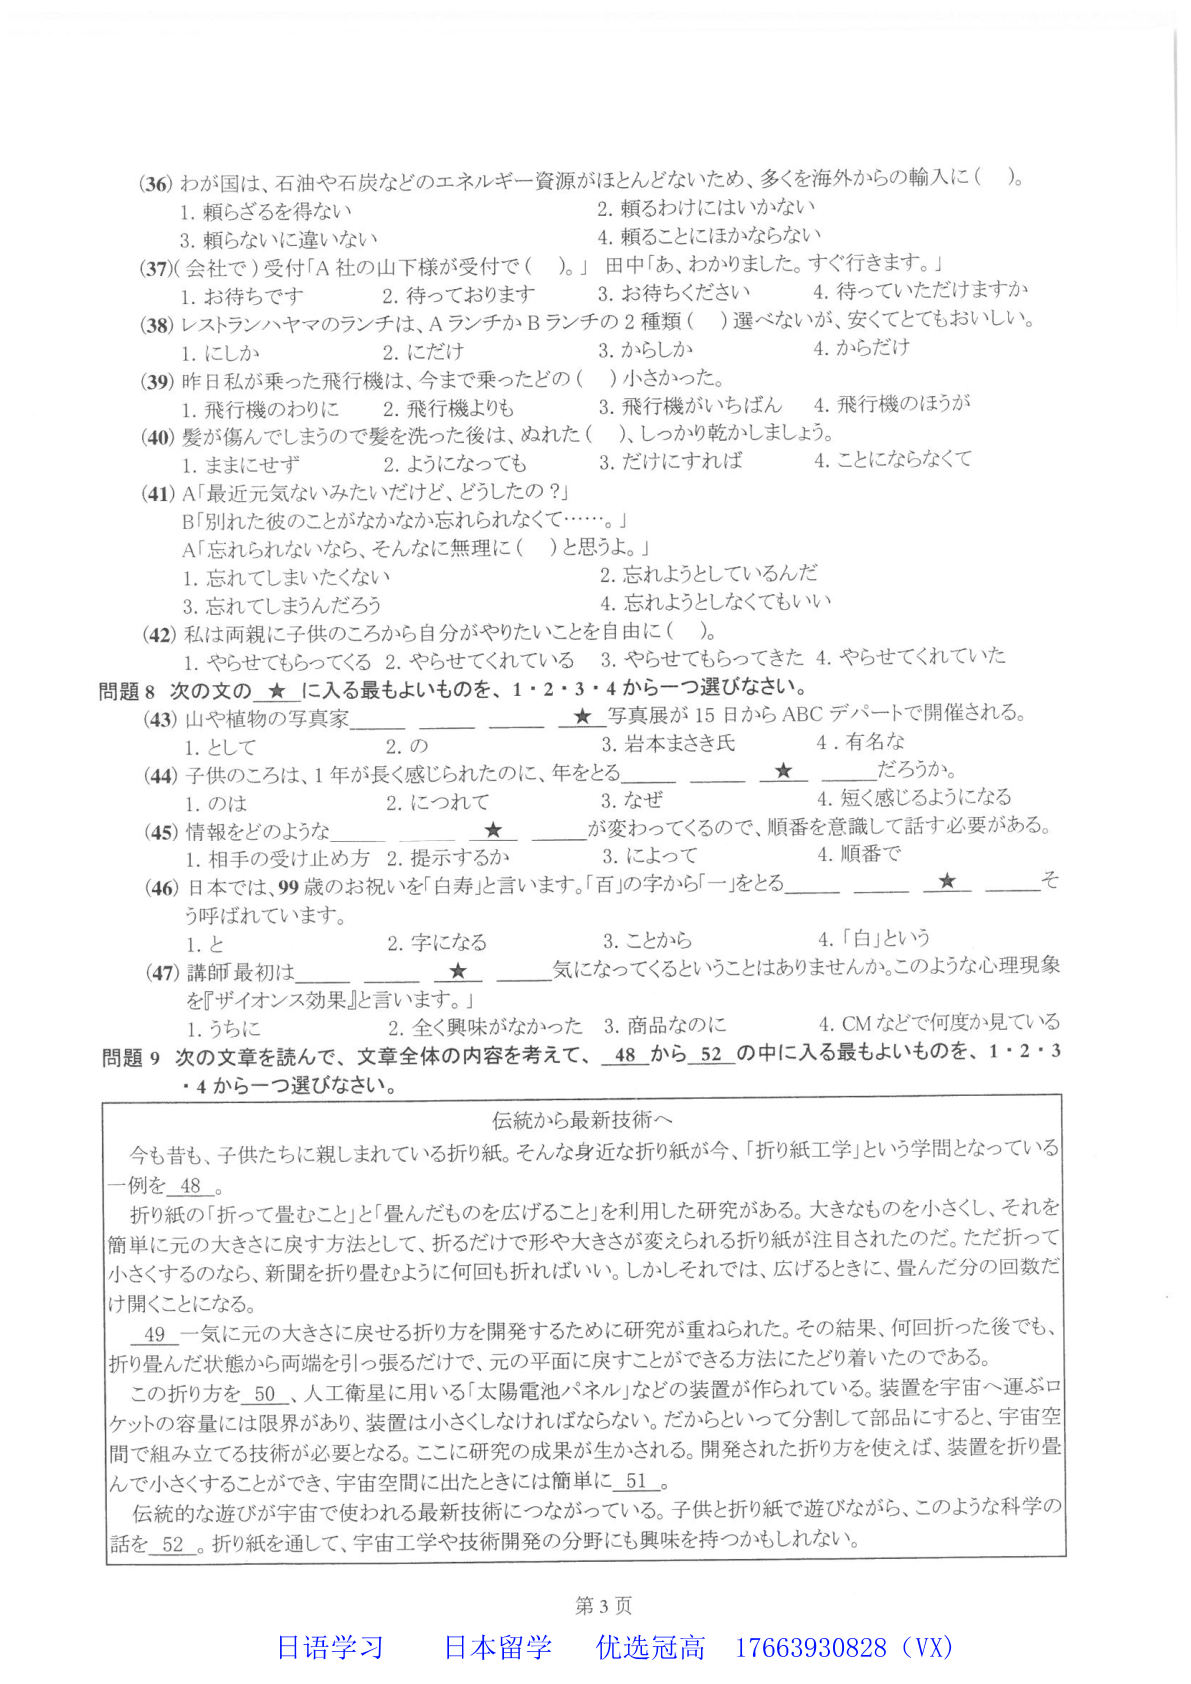 (36) わが国は、石油や石炭などのエネルギー資源がほとんどないため、多くを海外からの輸入に(　)。
1. 頼らざるを得ない　2. 頼るわけにはいかない
3. 頼らないに違いない　4. 頼ることにほかならない
(37)(会社で)受付「A社の山下様が受付で(　)。」 田中「あ、わかりました。すぐ行きます。」
1. お待ちです　2. 待っております　3. お待ちください　4. 待っていただけますか
(38) レストランハヤマのランチは、AランチかBランチの2種類(　)選べないが、安くてとてもおいしい。
1. にしか　2. にだけ　3. からしか　4. からだけ
(39) 昨日私が乗った飛行機は、今まで乗ったどの(　)小さかった。
1. 飛行機のわりに　2. 飛行機よりも　3. 飛行機がいちばん　4. 飛行機のほうが
(40) 髪が傷んでしまうので髪を洗った後は、ぬれた(　)、しっかり乾かしましょう。
1. ままにせず　2. ようになっても　3. だけにすれば　4. ことにならなくて
(41) A「最近元気ないみたいだけど、どうしたの?」
B「別れた彼のことがなかなか忘れられなくて……。」
A「忘れられないなら、そんなに無理に(　)と思うよ。」
1. 忘れてしまいたくない　2. 忘れようとしているんだ
3. 忘れてしまうんだろう　4. 忘れようとしなくてもいい
(42) 私は両親に子供のころから自分がやりたいことを自由に(　)。
1. やらせてもらってくる　2. やらせてくれている　3. やらせてもらってきた　4. やらせてくれていた
問題8 次の文の ★ に入る最もよいものを、1・2・3・4から一つ選びなさい。
(43) 山や植物の写真家____ ____ ____ ★ 写真展が15日からABCデパートで開催される。
1. として　2. の　3. 岩本まさき氏　4. 有名な
(44) 子供のころは、1年が長く感じられたのに、年をとる____ ____ ★ ____だろうか。
1. のは　2. につれて　3. なぜ　4. 短く感じるようになる
(45) 情報をどのような____ ____ ★ ____が変わってくるので、順番を意識して話す必要がある。
1. 相手の受け止め方　2. 提示するか　3. によって　4. 順番で
(46) 日本では、99歳のお祝いを「白寿」と言います。「百」の字から「一」をとる____ ____ ★ ____そ
う呼ばれています。
1. と　2. 字になる　3. ことから　4. 「白」という
(47) 講師「最初は____ ____ ★ ____気になってくるということはありませんか。このような心理現象
を『ザイオンス効果』と言います。」
1. うちに　2. 全く興味がなかった　3. 商品なのに　4. CMなどで何度か見ている
問題9 次の文章を読んで、文章全体の内容を考えて、 48 から 52 の中に入る最もよいものを、1・2・3
・4から一つ選びなさい。
伝統から最新技術へ
今も昔も、子供たちに親しまれている折り紙。そんな身近な折り紙が今、「折り紙工学」という学問となっている
一例を 48 。
折り紙の「折って畳むこと」と「畳んだものを広げること」を利用した研究がある。大きなものを小さくし、それを
簡単に元の大きさに戻す方法として、折るだけで形や大きさが変えられる折り紙が注目されたのだ。ただ折って
小さくするのなら、新聞を折り畳むように何回も折ればいい。しかしそれでは、広げるときに、畳んだ分の回数だ
け開くことになる。
49 一気に元の大きさに戻せる折り方を開発するために研究が重ねられた。その結果、何回折った後でも、
折り畳んだ状態から両端を引っ張るだけで、元の平面に戻すことができる方法にたどり着いたのである。
この折り方を 50 、人工衛星に用いる「太陽電池パネル」などの装置が作られている。装置を宇宙へ運ぶロ
ケットの容量には限界があり、装置は小さくしなければならない。だからといって分割して部品にすると、宇宙空
間で組み立てる技術が必要となる。ここに研究の成果が生かされる。開発された折り方を使えば、装置を折り畳
んで小さくすることができ、宇宙空間に出たときには簡単に 51 。
伝統的な遊びが宇宙で使われる最新技術につながっている。子供と折り紙で遊びながら、このような科学の
話を 52 。折り紙を通して、宇宙工学や技術開発の分野にも興味を持つかもしれない。
第3页
日语学习　日本留学　优选冠高　17663930828（VX)